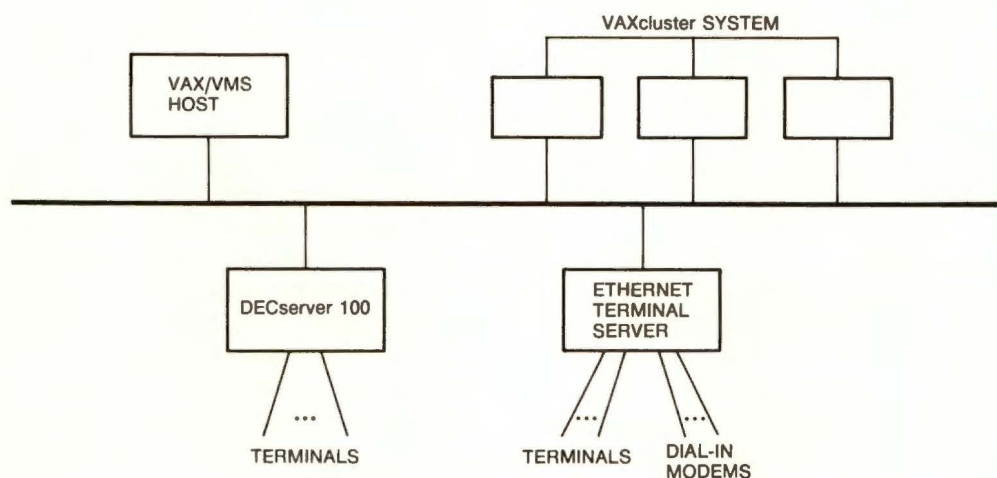 VAXcluster SYSTEM
VAX/VMS
HOST
DECserver 100
ETHERNET
TERMINAL
SERVER
...
... ...
TERMINALS
TERMINALS
DIAL-IN
MODEMS